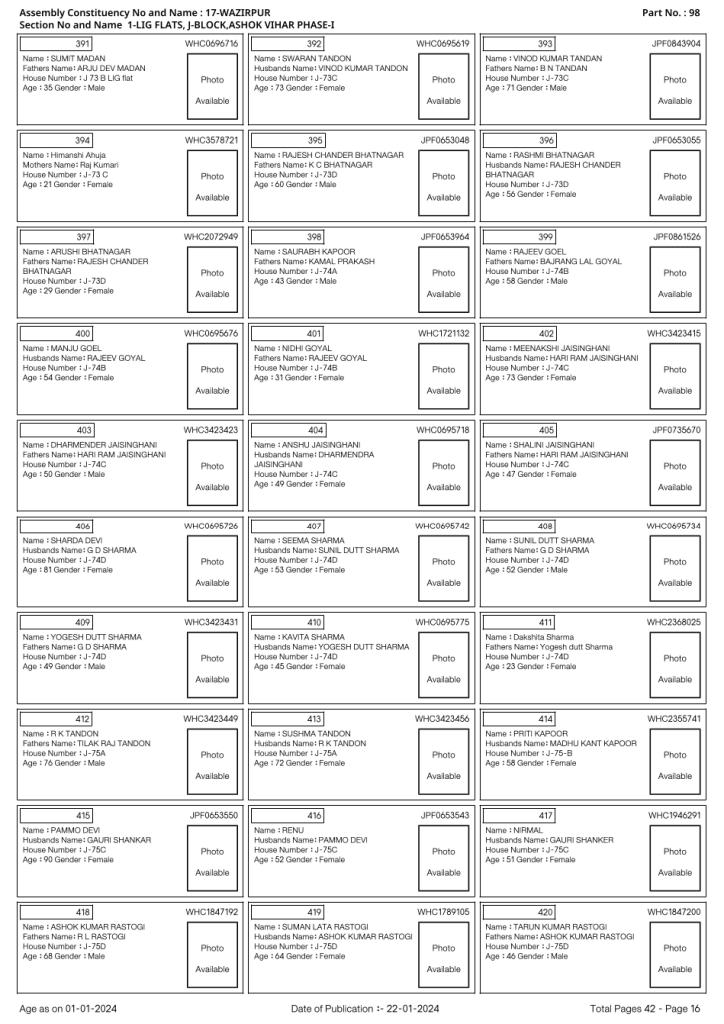 Assembly Constituency No and Name : 17-WAZIRPUR
Part No. : 98
Section No and Name 1-LIG FLATS, J-BLOCK,ASHOK VIHAR PHASE-I
391
WHC0696716
Name : SUMIT MADAN
Fathers Name: ARJU DEV MADAN
House Number : J 73 B LIG flat
Age : 35 Gender : Male
Photo
Available
392
WHC0695619
Name : SWARAN TANDON
Husbands Name: VINOD KUMAR TANDON
House Number : J-73C
Age : 73 Gender : Female
Photo
Available
393
JPF0843904
Name : VINOD KUMAR TANDAN
Fathers Name: B N TANDAN
House Number : J-73C
Age : 71 Gender : Male
Photo
Available
394
WHC3578721
Name : Himanshi Ahuja
Mothers Name: Raj Kumari
House Number : J-73 C
Age : 21 Gender : Female
Photo
Available
395
JPF0653048
Name : RAJESH CHANDER BHATNAGAR
Fathers Name: K C BHATNAGAR
House Number : J-73D
Age : 60 Gender : Male
Photo
Available
396
JPF0653055
Name : RASHMI BHATNAGAR
Husbands Name: RAJESH CHANDER
BHATNAGAR
House Number : J-73D
Age : 56 Gender : Female
Photo
Available
397
WHC2072949
Name : ARUSHI BHATNAGAR
Fathers Name: RAJESH CHANDER
BHATNAGAR
House Number : J-73D
Age : 29 Gender : Female
Photo
Available
398
JPF0653964
Name : SAURABH KAPOOR
Fathers Name: KAMAL PRAKASH
House Number : J-74A
Age : 43 Gender : Male
Photo
Available
399
JPF0861526
Name : RAJEEV GOEL
Fathers Name: BAJRANG LAL GOYAL
House Number : J-74B
Age : 58 Gender : Male
Photo
Available
400
WHC0695676
Name : MANJU GOEL
Husbands Name: RAJEEV GOYAL
House Number : J-74B
Age : 54 Gender : Female
Photo
Available
401
WHC1721132
Name : NIDHI GOYAL
Fathers Name: RAJEEV GOYAL
House Number : J-74B
Age : 31 Gender : Female
Photo
Available
402
WHC3423415
Name : MEENAKSHI JAISINGHANI
Husbands Name: HARI RAM JAISINGHANI
House Number : J-74C
Age : 73 Gender : Female
Photo
Available
403
WHC3423423
Name : DHARMENDER JAISINGHANI
Fathers Name: HARI RAM JAISINGHANI
House Number : J-74C
Age : 50 Gender : Male
Photo
Available
404
WHC0695718
Name : ANSHU JAISINGHANI
Husbands Name: DHARMENDRA
JAISINGHANI
House Number : J-74C
Age : 49 Gender : Female
Photo
Available
405
JPF0735670
Name : SHALINI JAISINGHANI
Fathers Name: HARI RAM JAISINGHANI
House Number : J-74C
Age : 47 Gender : Female
Photo
Available
406
WHC0695726
Name : SHARDA DEVI
Husbands Name: G D SHARMA
House Number : J-74D
Age : 81 Gender : Female
Photo
Available
407
WHC0695742
Name : SEEMA SHARMA
Husbands Name: SUNIL DUTT SHARMA
House Number : J-74D
Age : 53 Gender : Female
Photo
Available
408
WHC0695734
Name : SUNIL DUTT SHARMA
Fathers Name: G D SHARMA
House Number : J-74D
Age : 52 Gender : Male
Photo
Available
409
WHC3423431
Name : YOGESH DUTT SHARMA
Fathers Name: G D SHARMA
House Number : J-74D
Age : 49 Gender : Male
Photo
Available
410
WHC0695775
Name : KAVITA SHARMA
Husbands Name: YOGESH DUTT SHARMA
House Number : J-74D
Age : 45 Gender : Female
Photo
Available
411
WHC2368025
Name : Dakshita Sharma
Fathers Name: Yogesh dutt Sharma
House Number : J-74D
Age : 23 Gender : Female
Photo
Available
412
WHC3423449
Name : R K TANDON
Fathers Name: TILAK RAJ TANDON
House Number : J-75A
Age : 76 Gender : Male
Photo
Available
413
WHC3423456
Name : SUSHMA TANDON
Husbands Name: R K TANDON
House Number : J-75A
Age : 72 Gender : Female
Photo
Available
414
WHC2355741
Name : PRITI KAPOOR
Husbands Name: MADHU KANT KAPOOR
House Number : J-75-B
Age : 58 Gender : Female
Photo
Available
415
JPF0653550
Name : PAMMO DEVI
Husbands Name: GAURI SHANKAR
House Number : J-75C
Age : 90 Gender : Female
Photo
Available
416
JPF0653543
Name : RENU
Husbands Name: PAMMO DEVI
House Number : J-75C
Age : 52 Gender : Female
Photo
Available
417
WHC1946291
Name : NIRMAL
Husbands Name: GAURI SHANKER
House Number : J-75C
Age : 51 Gender : Female
Photo
Available
418
WHC1847192
Name : ASHOK KUMAR RASTOGI
Fathers Name: R L RASTOGI
House Number : J-75D
Age : 68 Gender : Male
Photo
Available
419
WHC1789105
Name : SUMAN LATA RASTOGI
Husbands Name: ASHOK KUMAR RASTOGI
House Number : J-75D
Age : 64 Gender : Female
Photo
Available
420
WHC1847200
Name : TARUN KUMAR RASTOGI
Fathers Name: ASHOK KUMAR RASTOGI
House Number : J-75D
Age : 46 Gender : Male
Photo
Available
Age as on 01-01-2024
Date of Publication :- 22-01-2024
Total Pages 42 - Page 16